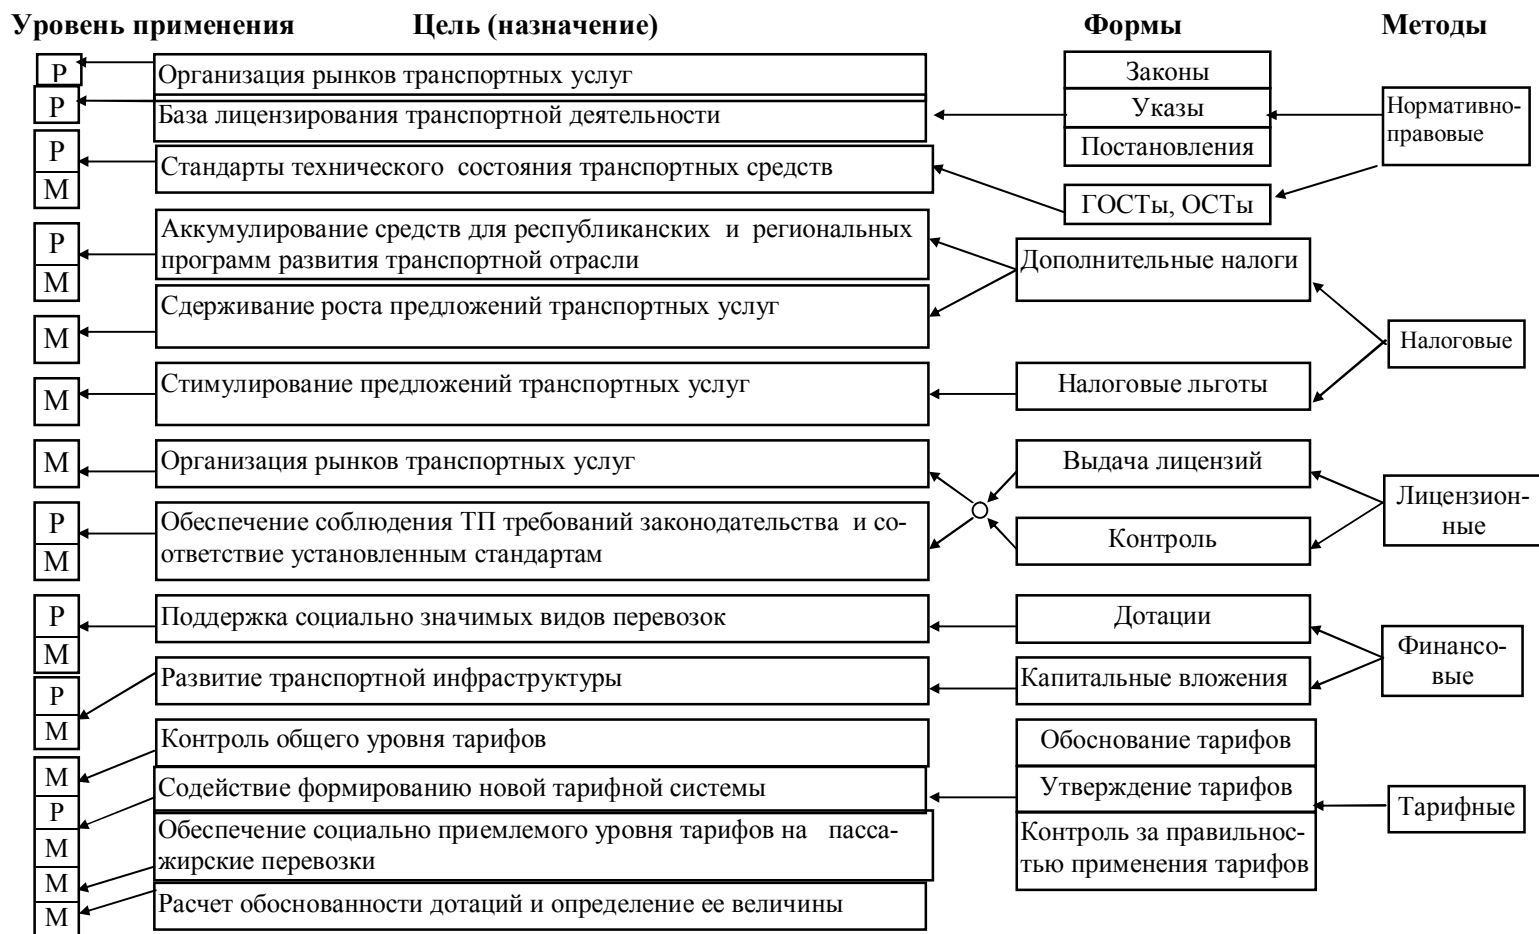 Уровень применения Цель (назначение) Формы Методы
Р Организация рынков транспортных услуг Законы
Р База лицензирования транспортной деятельности Указы Нормативно-
правовые
Постановления
Р Стандарты технического состояния транспортных средств
М
ГОСТы, ОСТы
Р Аккумулирование средств для республиканских и региональных
М программ развития транспортной отрасли Дополнительные налоги
М Сдерживание роста предложений транспортных услуг
Налоговые
М Стимулирование предложений транспортных услуг Налоговые льготы
М Организация рынков транспортных услуг Выдача лицензий
Лицензион-
ные
Р Обеспечение соблюдения ТП требований законодательства и со-
М ответствие установленным стандартам Контроль
Р Поддержка социально значимых видов перевозок Дотации
М
Финансо-
вые
Р Развитие транспортной инфраструктуры Капитальные вложения
М
Контроль общего уровня тарифов Обоснование тарифов
М
Р Содействие формированию новой тарифной системы Утверждение тарифов Тарифные
М Обеспечение социально приемлемого уровня тарифов на пасса-
жирские перевозки
Контроль за правильнос-
тью применения тарифов
М
М Расчет обоснованности дотаций и определение ее величины